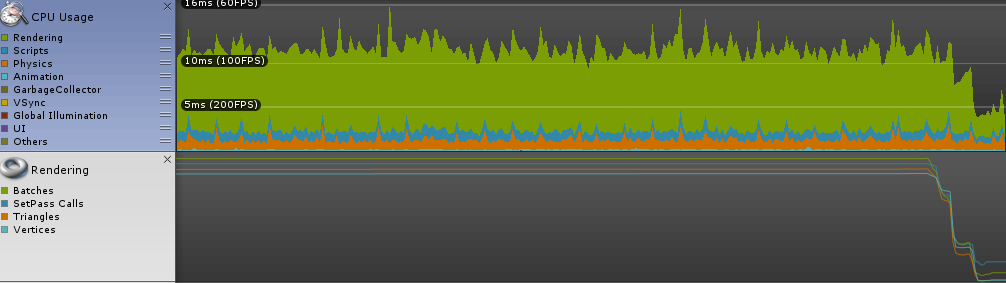 CPU Usage
Rendering
Scripts
Physics
Animation
GarbageCollector
VSync
Global Illumination
UI
Others
16ms (60FPS)
10ms (100FPS)
5ms (200FPS)
Rendering
Batches
SetPass Calls
Triangles
Vertices